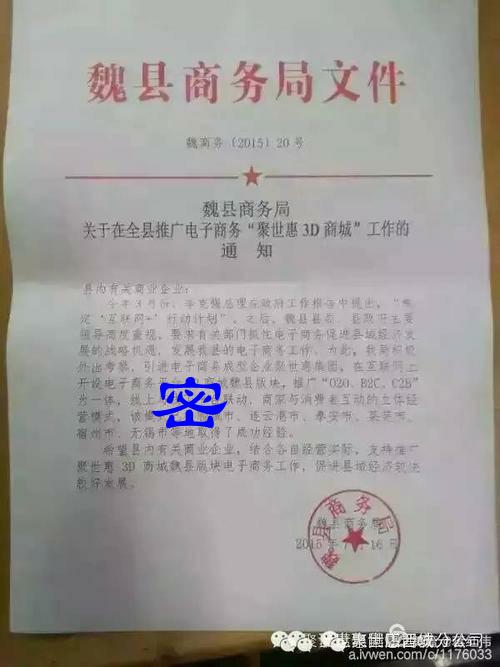 魏县商务局文件
魏商务〔2015〕20号
魏县商务局
关于在全县推广电子商务“聚世惠3D商城”工作的
通知
县内有关商业企业:
今年3月份,李克强总理在政府工作报告中提出,“制
定‘互联网+’行动计划”。之后,魏县县委、县政府主要
领导高度重视,要求有关部门抓住电子商务促进县域经济发
展的战略机遇,发展我县的电子商务工作。为此,我局积极
外出考察,引进电子商务成型企业聚世惠集团,在互联网上
开设电子商务 商城魏县版块,推广“O2O、B2C、C2B”
为一体,线上 联动,商家与消费者互动的立体经
营模式,该 市、连云港市、泰安市、莱芜市、
宿州市、无锡市等地取得了成功经验。
希望县内有关商业企业,结合各自经营实际,支持推广
聚世惠3D商城魏县版块电子商务工作,促进县域经济较快
较好发展。
密
魏县商务局
2015年 月16号
魏县商务局
a.lvwen.com/c/1176033